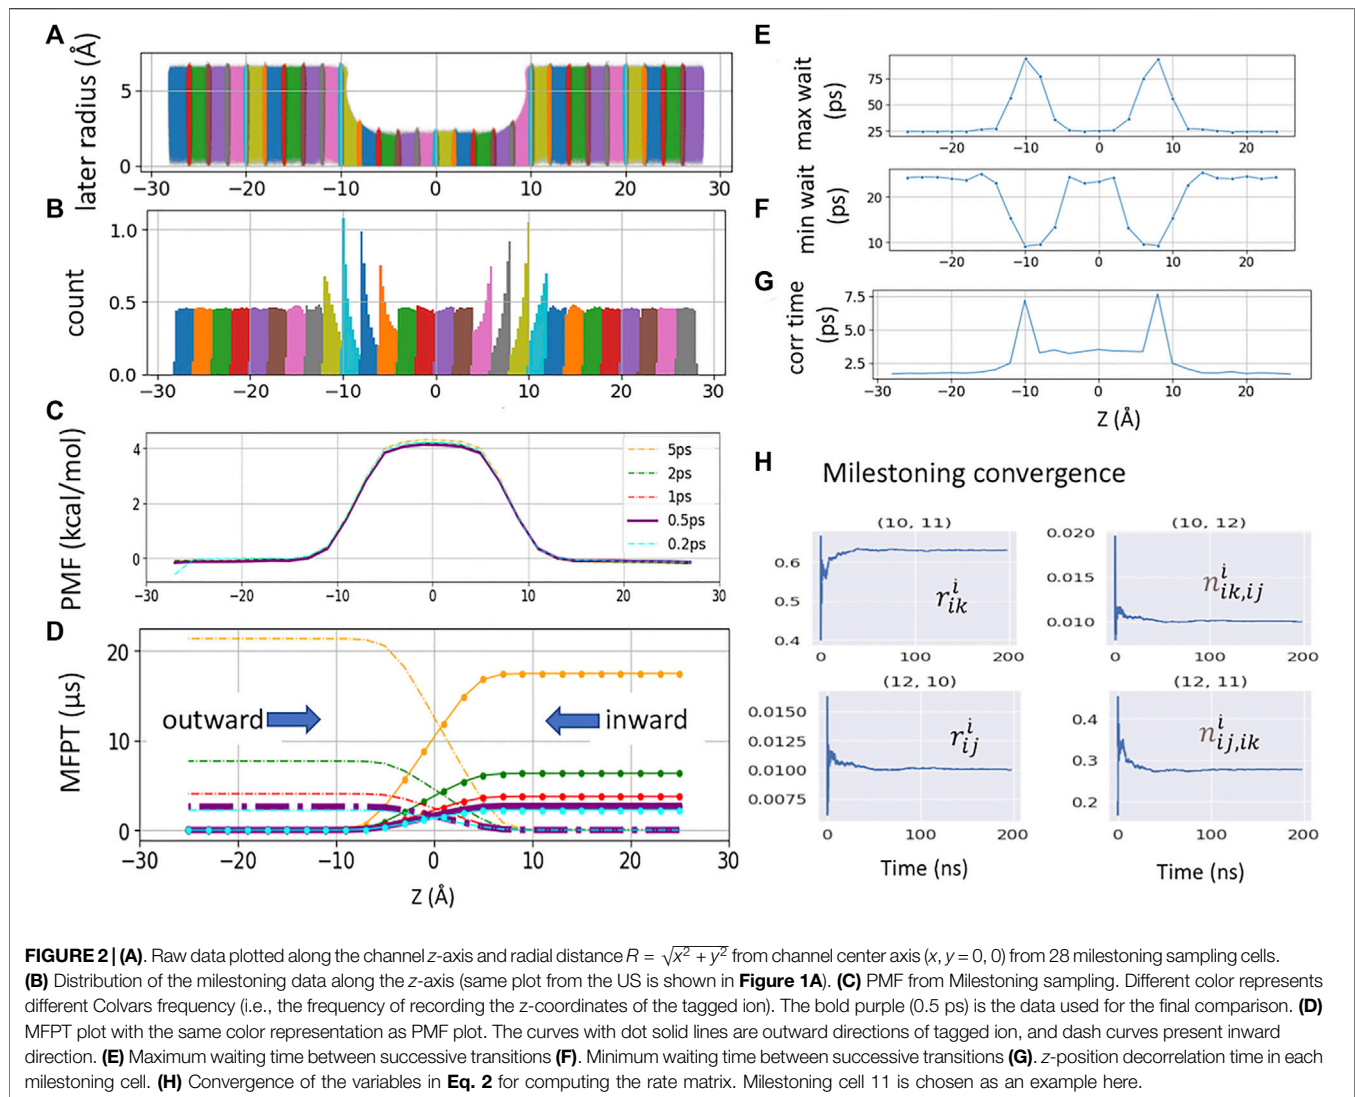 A
later radius (Å)
5
0
−30 −20 −10 0 10 20 30
B
count
1.0
0.5
0.0
−30 −20 −10 0 10 20 30
C
PMF (kcal/mol)
4
2
0
5ps
2ps
1ps
0.5ps
0.2ps
−30 −20 −10 0 10 20 30
D
MFPT (μs)
20
10
0
outward
inward
−30 −20 −10 0 10 20 30
Z (Å)
E
max wait
(ps)
75
50
25
−20 −10 0 10 20
F
min wait
(ps)
20
10
−20 −10 0 10 20
G
corr time
(ps)
7.5
5.0
2.5
−20 −10 0 10 20
Z (Å)
H
Milestoning convergence
(10, 11)
0.6
0.5
0.4
r^i_ik
0 100 200
(10, 12)
0.020
0.015
0.010
n^i_ik,ij
0 100 200
(12, 10)
0.0150
0.0125
0.0100
0.0075
r^i_ij
0 100 200
Time (ns)
(12, 11)
0.4
0.3
0.2
n^i_ij,ik
0 100 200
Time (ns)
FIGURE 2 | (A). Raw data plotted along the channel z-axis and radial distance R = √x² + y² from channel center axis (x, y = 0, 0) from 28 milestoning sampling cells.
(B) Distribution of the milestoning data along the z-axis (same plot from the US is shown in Figure 1A). (C) PMF from Milestoning sampling. Different color represents
different Colvars frequency (i.e., the frequency of recording the z-coordinates of the tagged ion). The bold purple (0.5 ps) is the data used for the final comparison. (D)
MFPT plot with the same color representation as PMF plot. The curves with dot solid lines are outward directions of tagged ion, and dash curves present inward
direction. (E) Maximum waiting time between successive transitions (F). Minimum waiting time between successive transitions (G). z-position decorrelation time in each
milestoning cell. (H) Convergence of the variables in Eq. 2 for computing the rate matrix. Milestoning cell 11 is chosen as an example here.